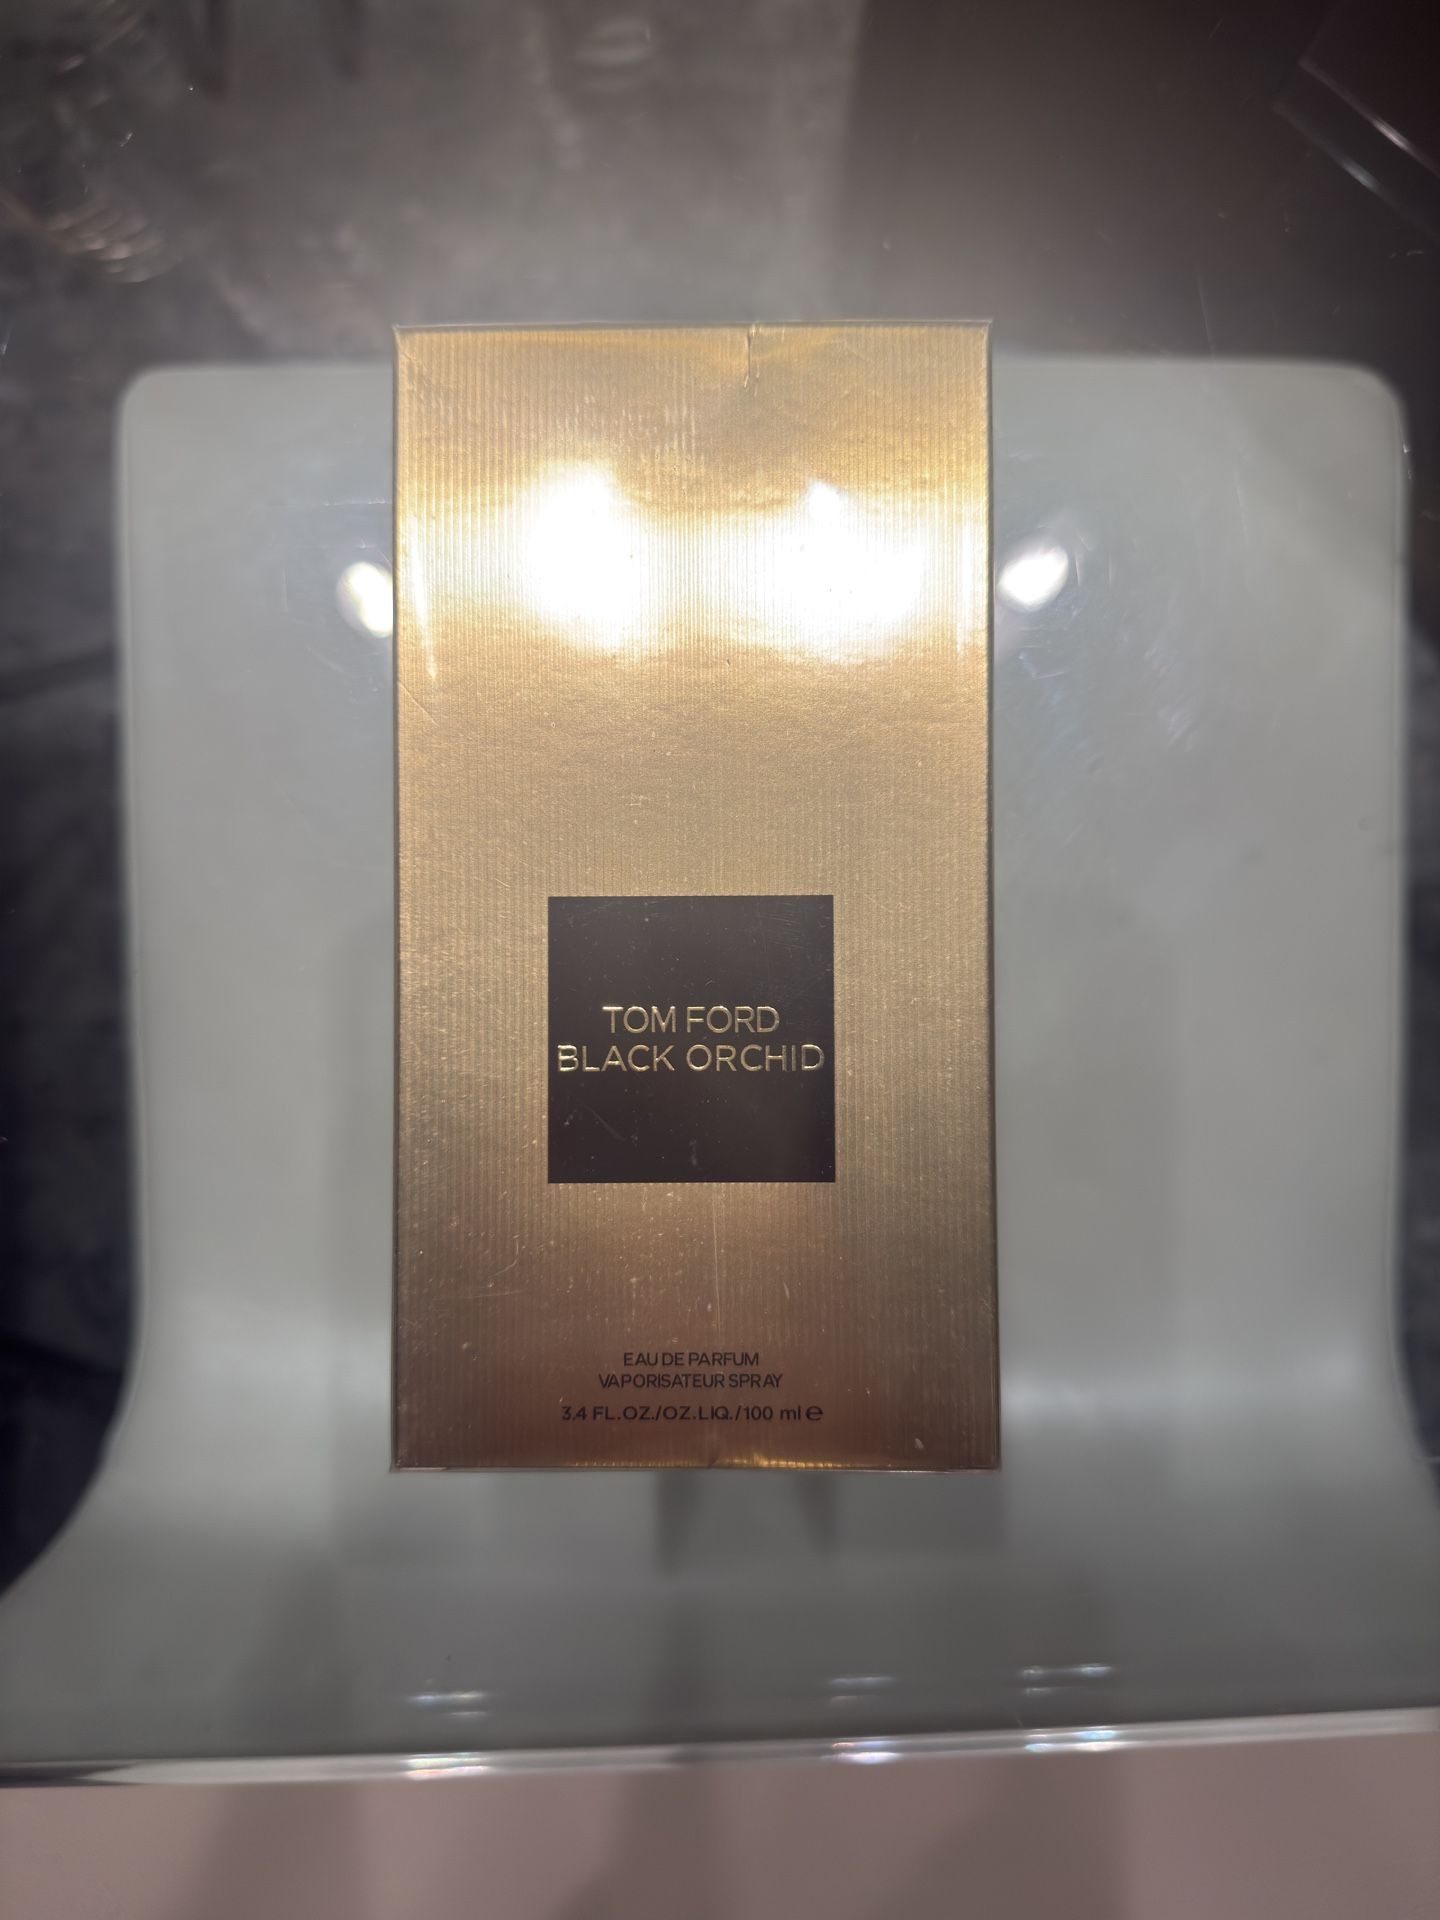 TOM FORD
BLACK ORCHID
EAU DE PARFUM
VAPORISATEUR SPRAY
3.4 FL.OZ./OZ.LIQ./100 ml ℮